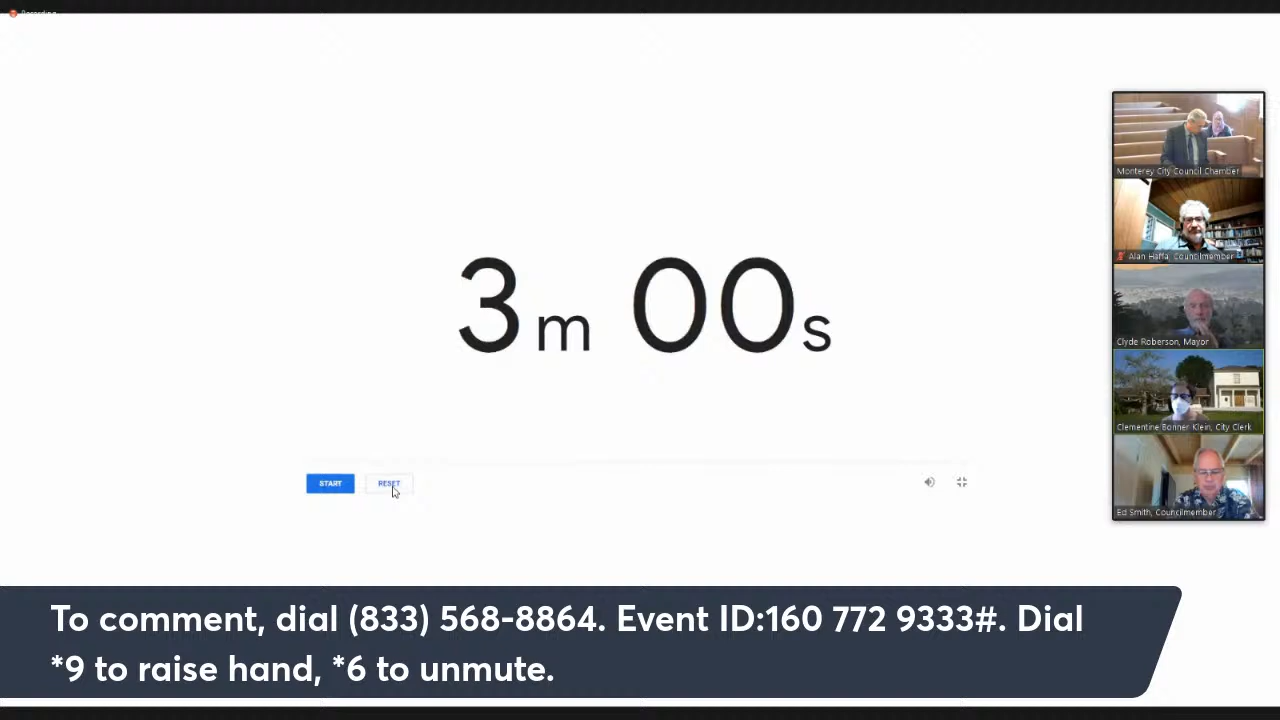 Recording
Monterey City Council Chamber
Alan Haffa, Councilmember
Clyde Roberson, Mayor
Clementine Bonner Klein, City Clerk
Ed Smith, Councilmember
3m 00s
START
RESET
To comment, dial (833) 568-8864. Event ID:160 772 9333#. Dial
*9 to raise hand, *6 to unmute.